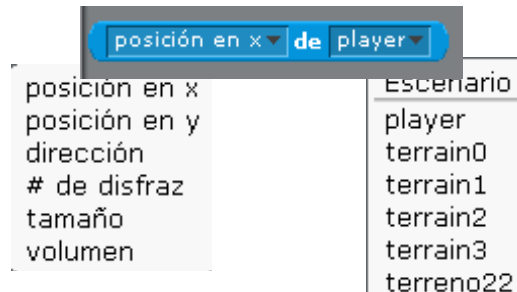 posición en x de player
posición en x
posición en y
dirección
# de disfraz
tamaño
volumen
Escenario
player
terrain0
terrain1
terrain2
terrain3
terreno22